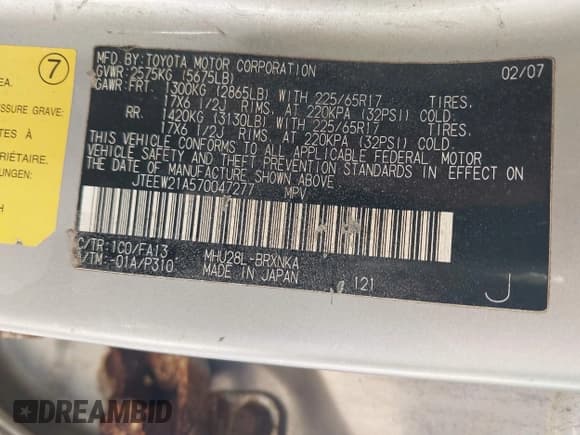 7
EA.
ESSURE GRAVE:
TES À
RIÉTAIRE.
UNGEN:
H
MFD.BY:TOYOTA MOTOR CORPORATION 02/07
GVWR:2575KG (5675LB)
GAWR:FRT. 1300KG (2865LB) WITH 225/65R17 TIRES.
17X6 1/2J RIMS, AT 220KPA (32PSI) COLD
RR. 1420KG (3130LB) WITH 225/65R17 TIRES.
17X6 1/2J RIMS, AT 220KPA (32PSI) COLD
THIS VEHICLE CONFORMS TO ALL APPLICABLE FEDERAL MOTOR
VEHICLE SAFETY AND THEFT PREVENTION STANDARDS IN EFFECT ON
THE DATE OF MANUFACTURE SHOWN ABOVE.
JTEEW21A570047277 MPV
C/TR:1C0/FA13 MHU28L-BRXNKA
/TM:-01A/P310 MADE IN JAPAN 121 J
DREAMBID